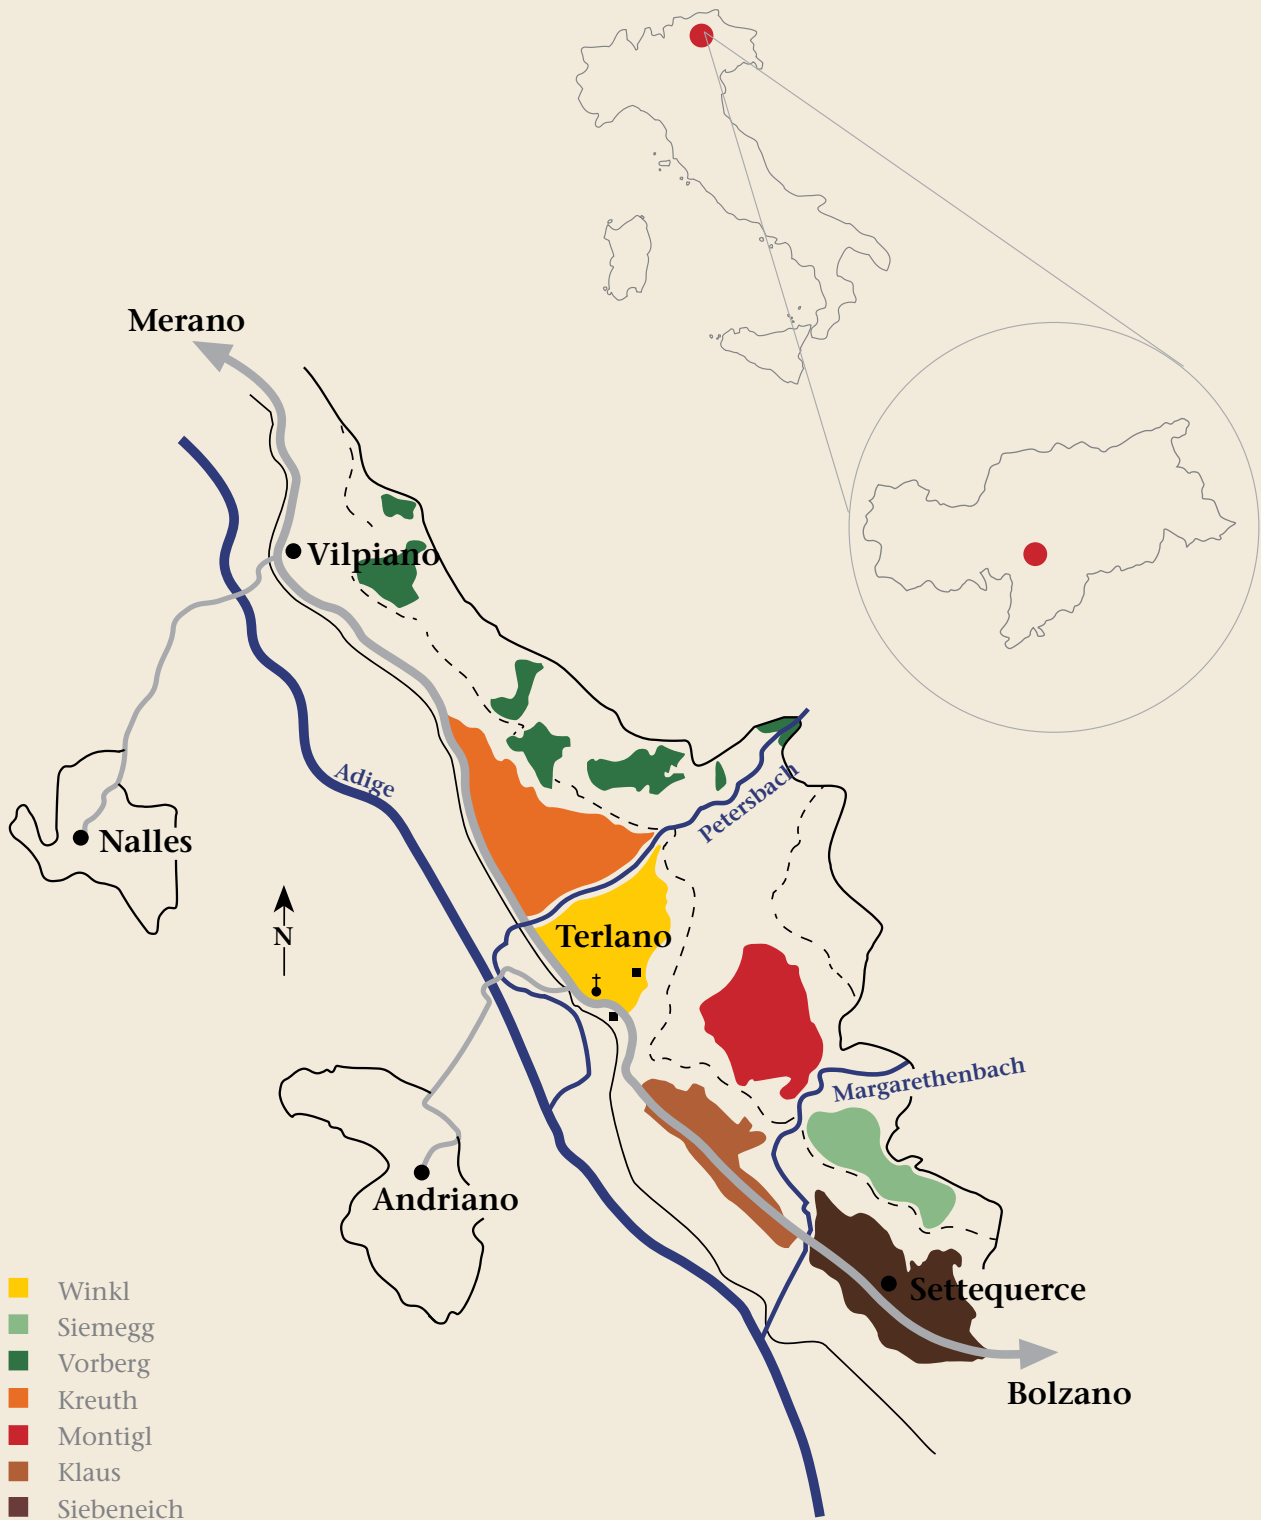 Merano
Vilpiano
Adige
Petersbach
Nalles
N
Terlano
Margarethenbach
Andriano
Settequerce
Bolzano
Winkl
Siemegg
Vorberg
Kreuth
Montigl
Klaus
Siebeneich